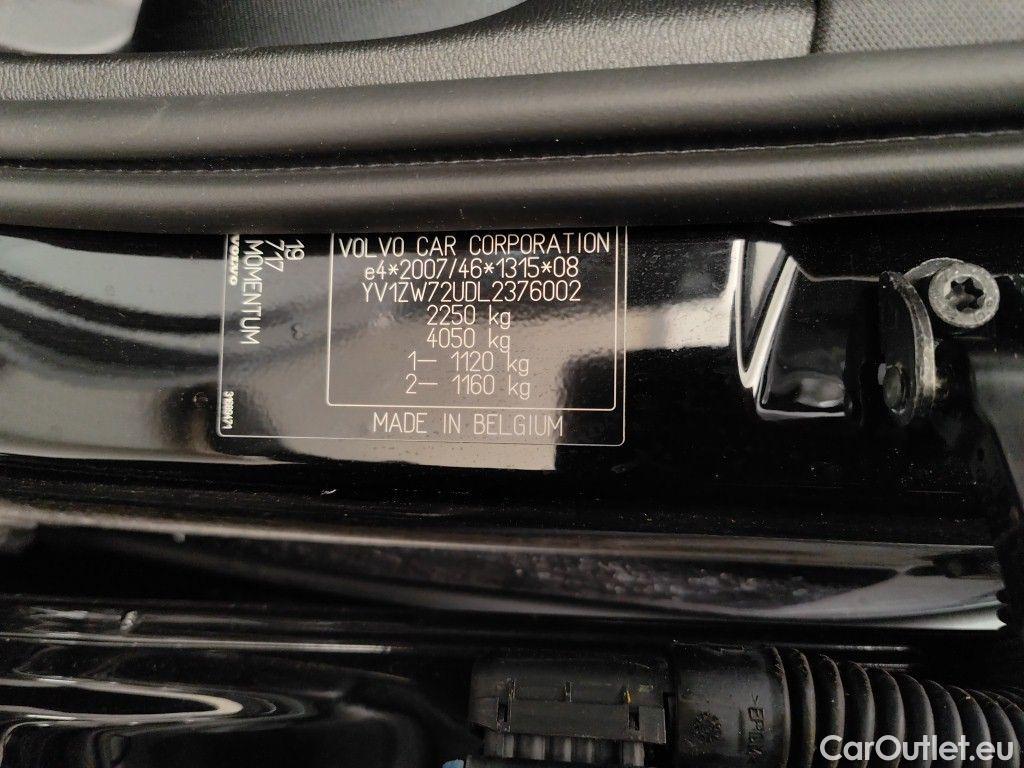 VOLVO CAR CORPORATION
e4*2007/46*1315*08
YV1ZW72UDL2376002
2250 kg
4050 kg
1– 1120 kg
2– 1160 kg
MADE IN BELGIUM
19
717
MOMENTUM
VOLVO
CarOutlet.eu